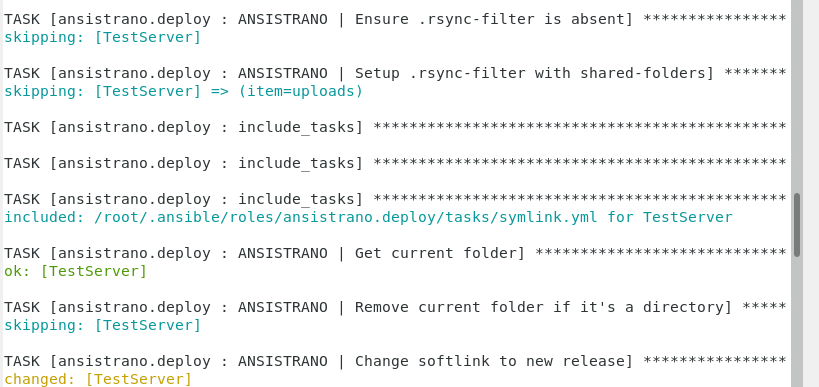 TASK [ansistrano.deploy : ANSISTRANO | Ensure .rsync-filter is absent] ****************
skipping: [TestServer]
TASK [ansistrano.deploy : ANSISTRANO | Setup .rsync-filter with shared-folders] *******
skipping: [TestServer] => (item=uploads)
TASK [ansistrano.deploy : include_tasks] **********************************************
TASK [ansistrano.deploy : include_tasks] **********************************************
TASK [ansistrano.deploy : include_tasks] **********************************************
included: /root/.ansible/roles/ansistrano.deploy/tasks/symlink.yml for TestServer
TASK [ansistrano.deploy : ANSISTRANO | Get current folder] ****************************
ok: [TestServer]
TASK [ansistrano.deploy : ANSISTRANO | Remove current folder if it's a directory] *****
skipping: [TestServer]
TASK [ansistrano.deploy : ANSISTRANO | Change softlink to new release] ****************
changed: [TestServer]